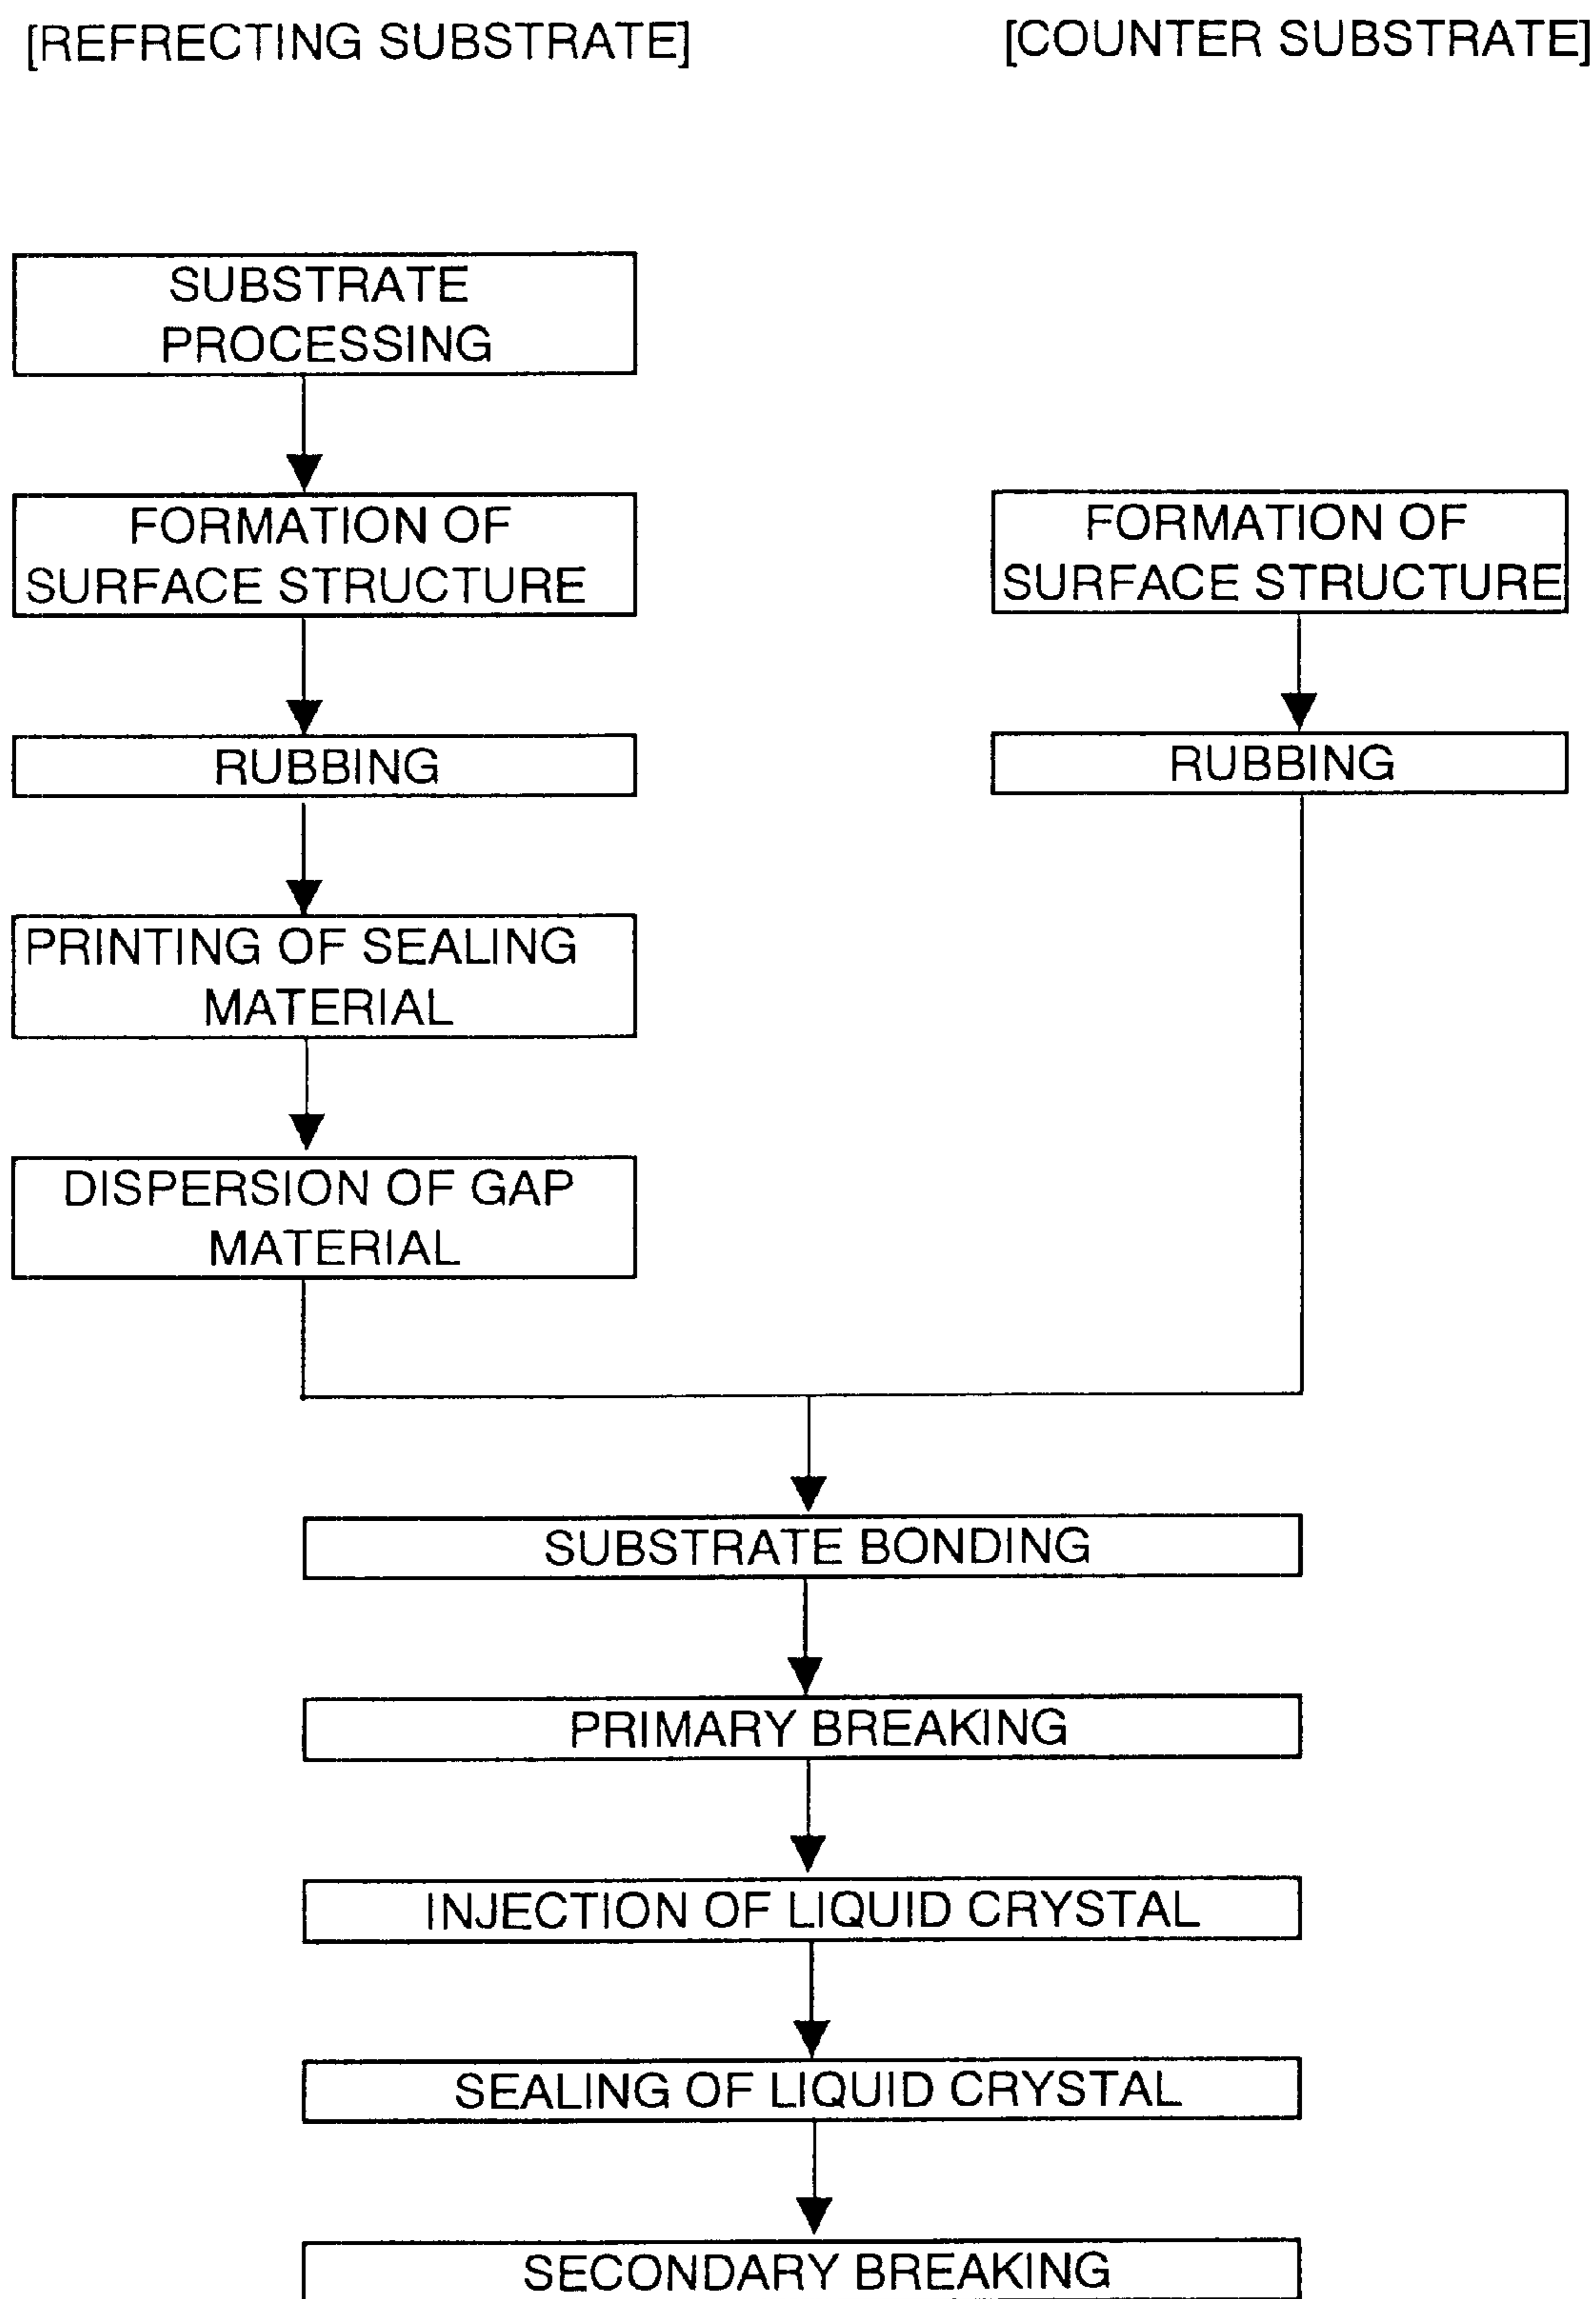 [REFRECTING SUBSTRATE]
[COUNTER SUBSTRATE]
SUBSTRATE
PROCESSING
FORMATION OF
SURFACE STRUCTURE
RUBBING
PRINTING OF SEALING
MATERIAL
DISPERSION OF GAP
MATERIAL
FORMATION OF
SURFACE STRUCTURE
RUBBING
SUBSTRATE BONDING
PRIMARY BREAKING
INJECTION OF LIQUID CRYSTAL
SEALING OF LIQUID CRYSTAL
SECONDARY BREAKING